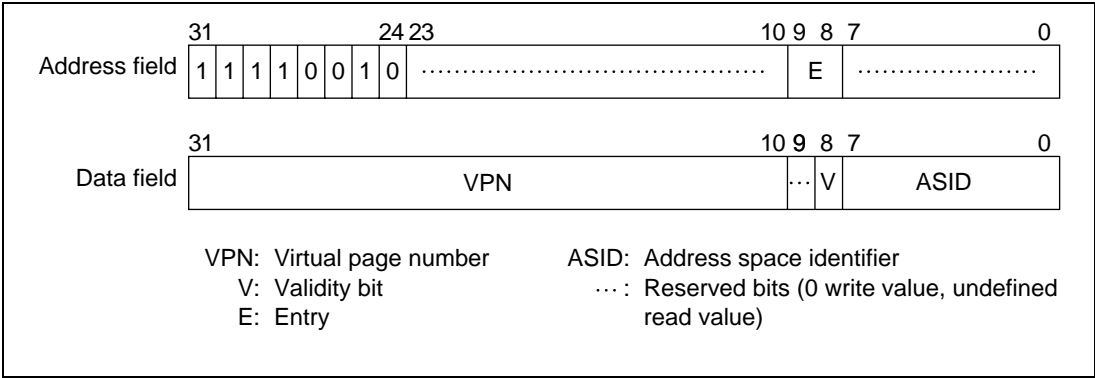 31 24 23 10 9 8 7 0
Address field 1 1 1 1 0 0 1 0 ··· E ···
31 10 9 8 7 0
Data field VPN ··· V ASID
VPN: Virtual page number ASID: Address space identifier
V: Validity bit ··· : Reserved bits (0 write value, undefined
E: Entry read value)